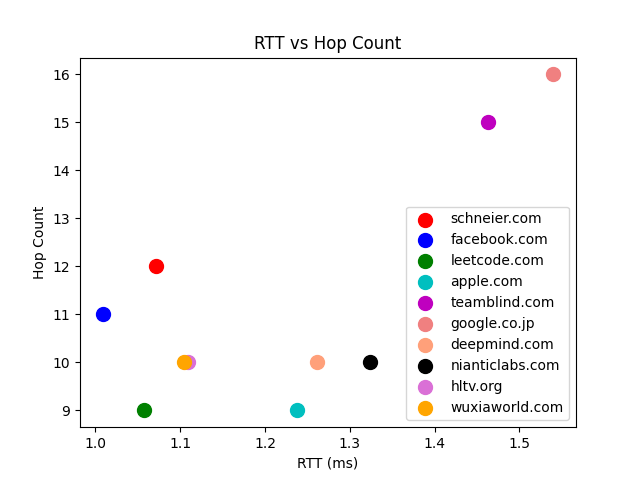 RTT vs Hop Count
Hop Count
16
15
14
13
12
11
10
9
schneier.com
facebook.com
leetcode.com
apple.com
teamblind.com
google.co.jp
deepmind.com
nianticlabs.com
hltv.org
wuxiaworld.com
1.0 1.1 1.2 1.3 1.4 1.5
RTT (ms)